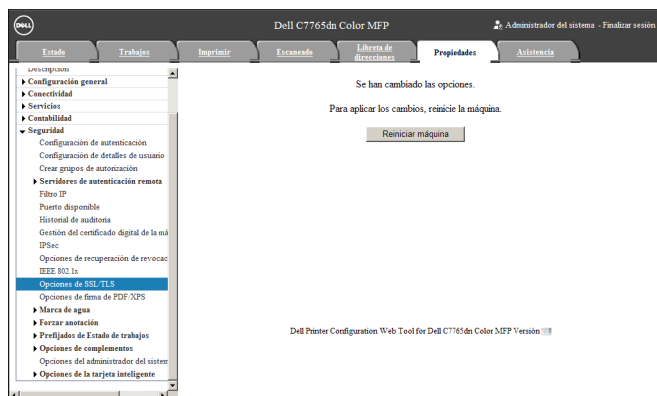 DELL
Dell C7765dn Color MFP
Administrador del sistema - Finalizar sesión
Estado
Trabajos
Imprimir
Escaneado
Libreta de
direcciones
Propiedades
Asistencia
Descripción
Configuración general
Conectividad
Servicios
Contabilidad
Seguridad
Configuración de autenticación
Configuración de detalles de usuario
Crear grupos de autorización
Servidores de autenticación remota
Filtro IP
Puerto disponible
Historial de auditoría
Gestión del certificado digital de la má
IPSec
Opciones de recuperación de revocac
IEEE 802.1x
Opciones de SSL/TLS
Opciones de firma de PDF/XPS
Marca de agua
Forzar anotación
Prefijados de Estado de trabajos
Opciones de complementos
Opciones del administrador del sistem
Opciones de la tarjeta inteligente
Se han cambiado las opciones.
Para aplicar los cambios, reinicie la máquina.
Reiniciar máquina
Dell Printer Configuration Web Tool for Dell C7765dn Color MFP Versión